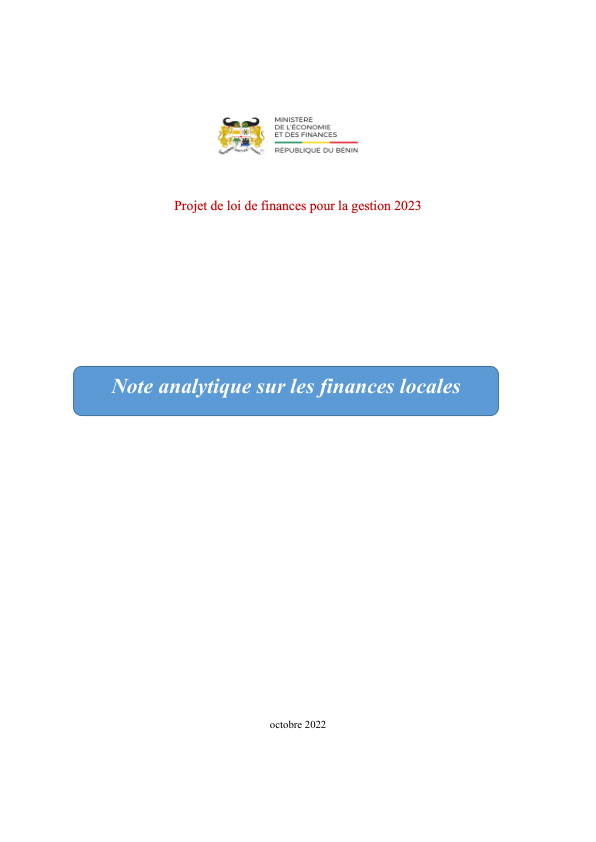 MINISTÈRE
DE L'ÉCONOMIE
ET DES FINANCES
RÉPUBLIQUE DU BÉNIN
Projet de loi de finances pour la gestion 2023
Note analytique sur les finances locales
octobre 2022